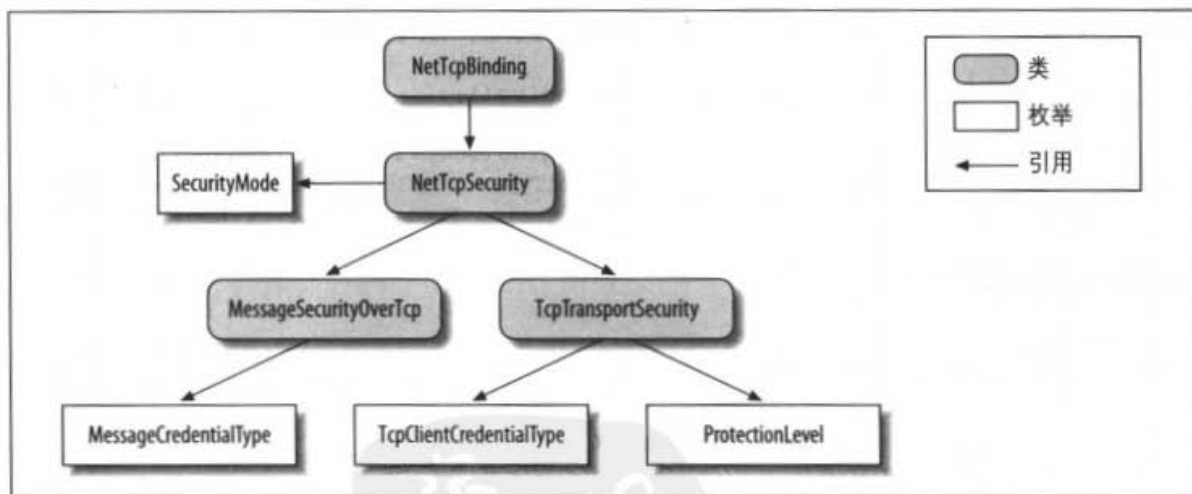 NetTcpBinding
类
枚举
引用
SecurityMode
NetTcpSecurity
MessageSecurityOverTcp
TcpTransportSecurity
MessageCredentialType
TcpClientCredentialType
ProtectionLevel